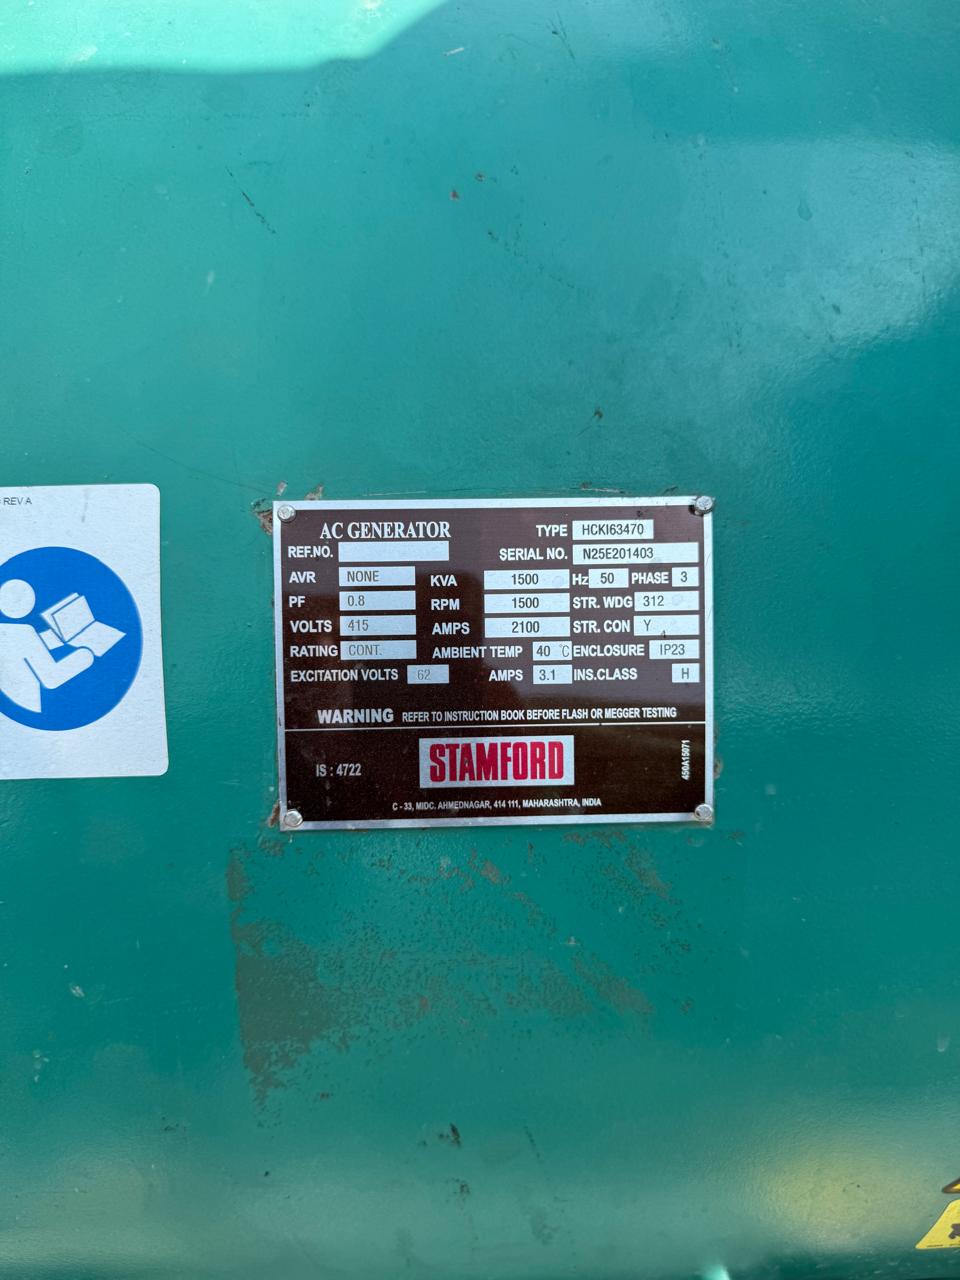 REV A
AC GENERATOR
TYPE HCKI63470
REF.NO.
SERIAL NO. N25E201403
AVR NONE KVA 1500 Hz 50 PHASE 3
PF 0.8 RPM 1500 STR. WDG 312
VOLTS 415 AMPS 2100 STR. CON Y
RATING CONT. AMBIENT TEMP 40 °C ENCLOSURE IP23
EXCITATION VOLTS 62 AMPS 3.1 INS.CLASS H
WARNING REFER TO INSTRUCTION BOOK BEFORE FLASH OR MEGGER TESTING
IS : 4722
STAMFORD
450A15071
C - 33, MIDC. AHMEDNAGAR, 414 111, MAHARASHTRA, INDIA